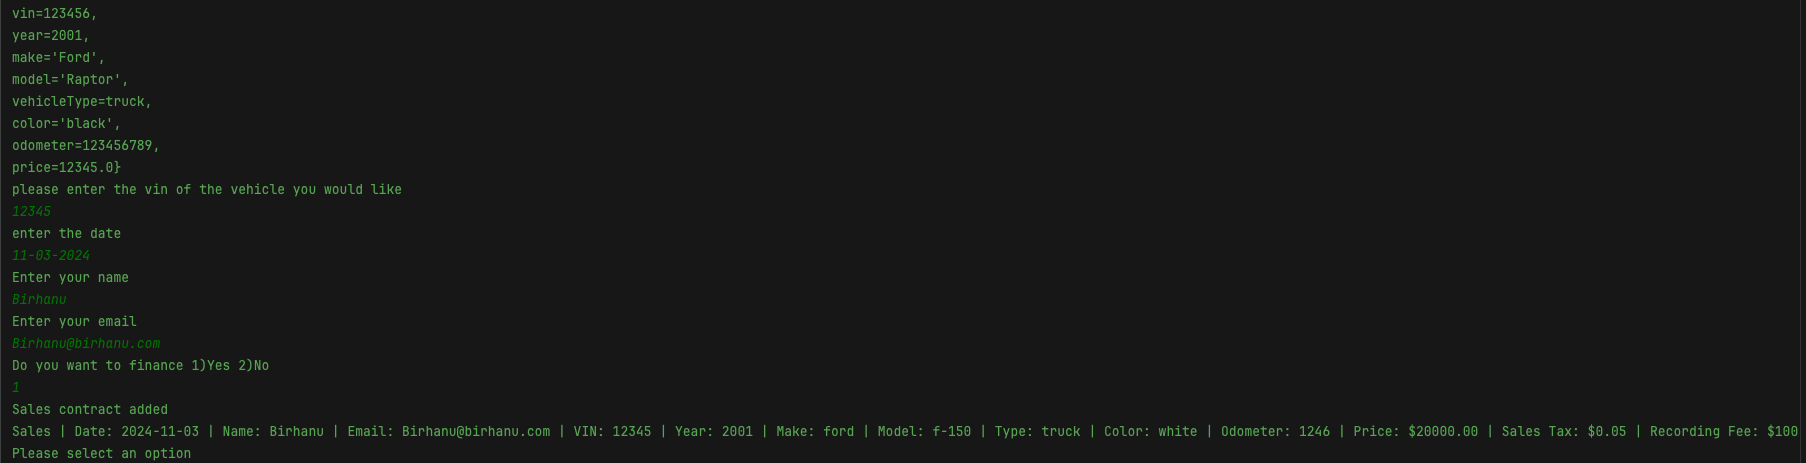 vin=123456,
year=2001,
make='Ford',
model='Raptor',
vehicleType=truck,
color='black',
odometer=123456789,
price=12345.0}
please enter the vin of the vehicle you would like
12345
enter the date
11-03-2024
Enter your name
Birhanu
Enter your email
Birhanu@birhanu.com
Do you want to finance 1)Yes 2)No
1
Sales contract added
Sales | Date: 2024-11-03 | Name: Birhanu | Email: Birhanu@birhanu.com | VIN: 12345 | Year: 2001 | Make: ford | Model: f-150 | Type: truck | Color: white | Odometer: 1246 | Price: $20000.00 | Sales Tax: $0.05 | Recording Fee: $100
Please select an option